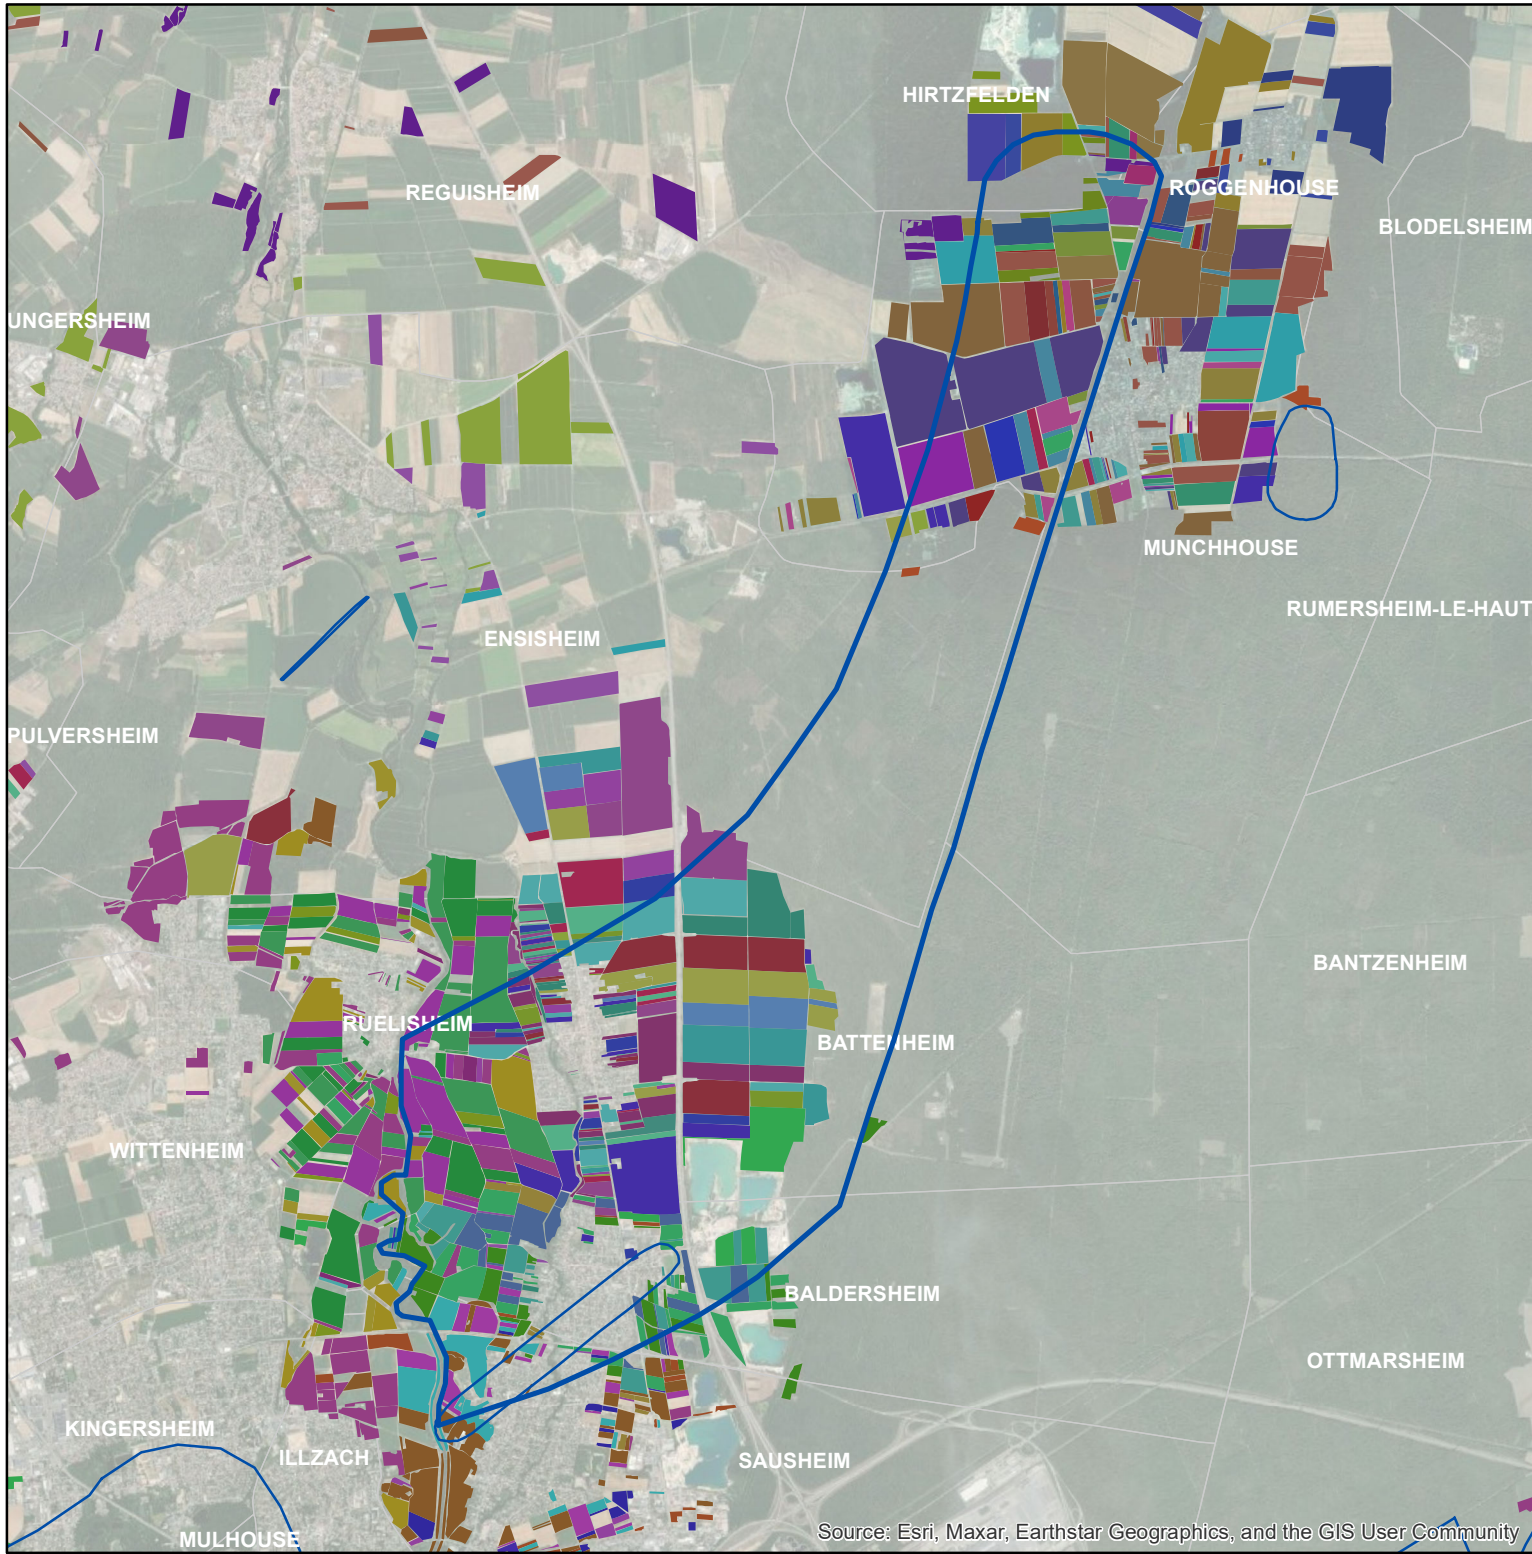 HIRTZFELDEN
REGUISHEIM
ROGGENHOUSE
BLODELSHEIM
UNGERSHEIM
MUNCHHOUSE
RUMERSHEIM-LE-HAUT
ENSISHEIM
PULVERSHEIM
BANTZENHEIM
RUELISHEIM
BATTENHEIM
WITTENHEIM
BALDERSHEIM
OTTMARSHEIM
KINGERSHEIM
ILLZACH
SAUSHEIM
MULHOUSE
Source: Esri, Maxar, Earthstar Geographics, and the GIS User Community